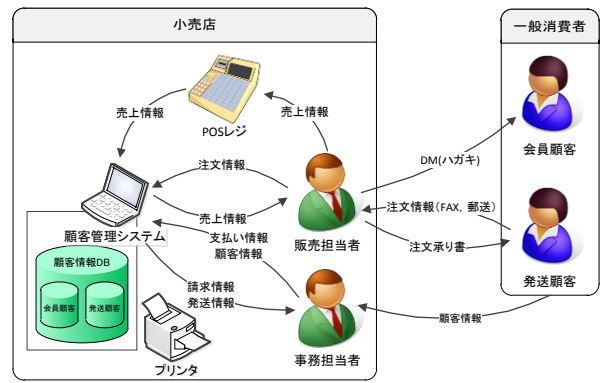 小売店
一般消費者
売上情報
売上情報
POSレジ
会員顧客
DM(ハガキ)
注文情報
注文情報(FAX, 郵送)
売上情報
顧客管理システム
支払い情報
顧客情報
販売担当者
注文承り書
発送顧客
顧客情報DB
会員顧客
発送顧客
請求情報
発送情報
顧客情報
プリンタ
事務担当者